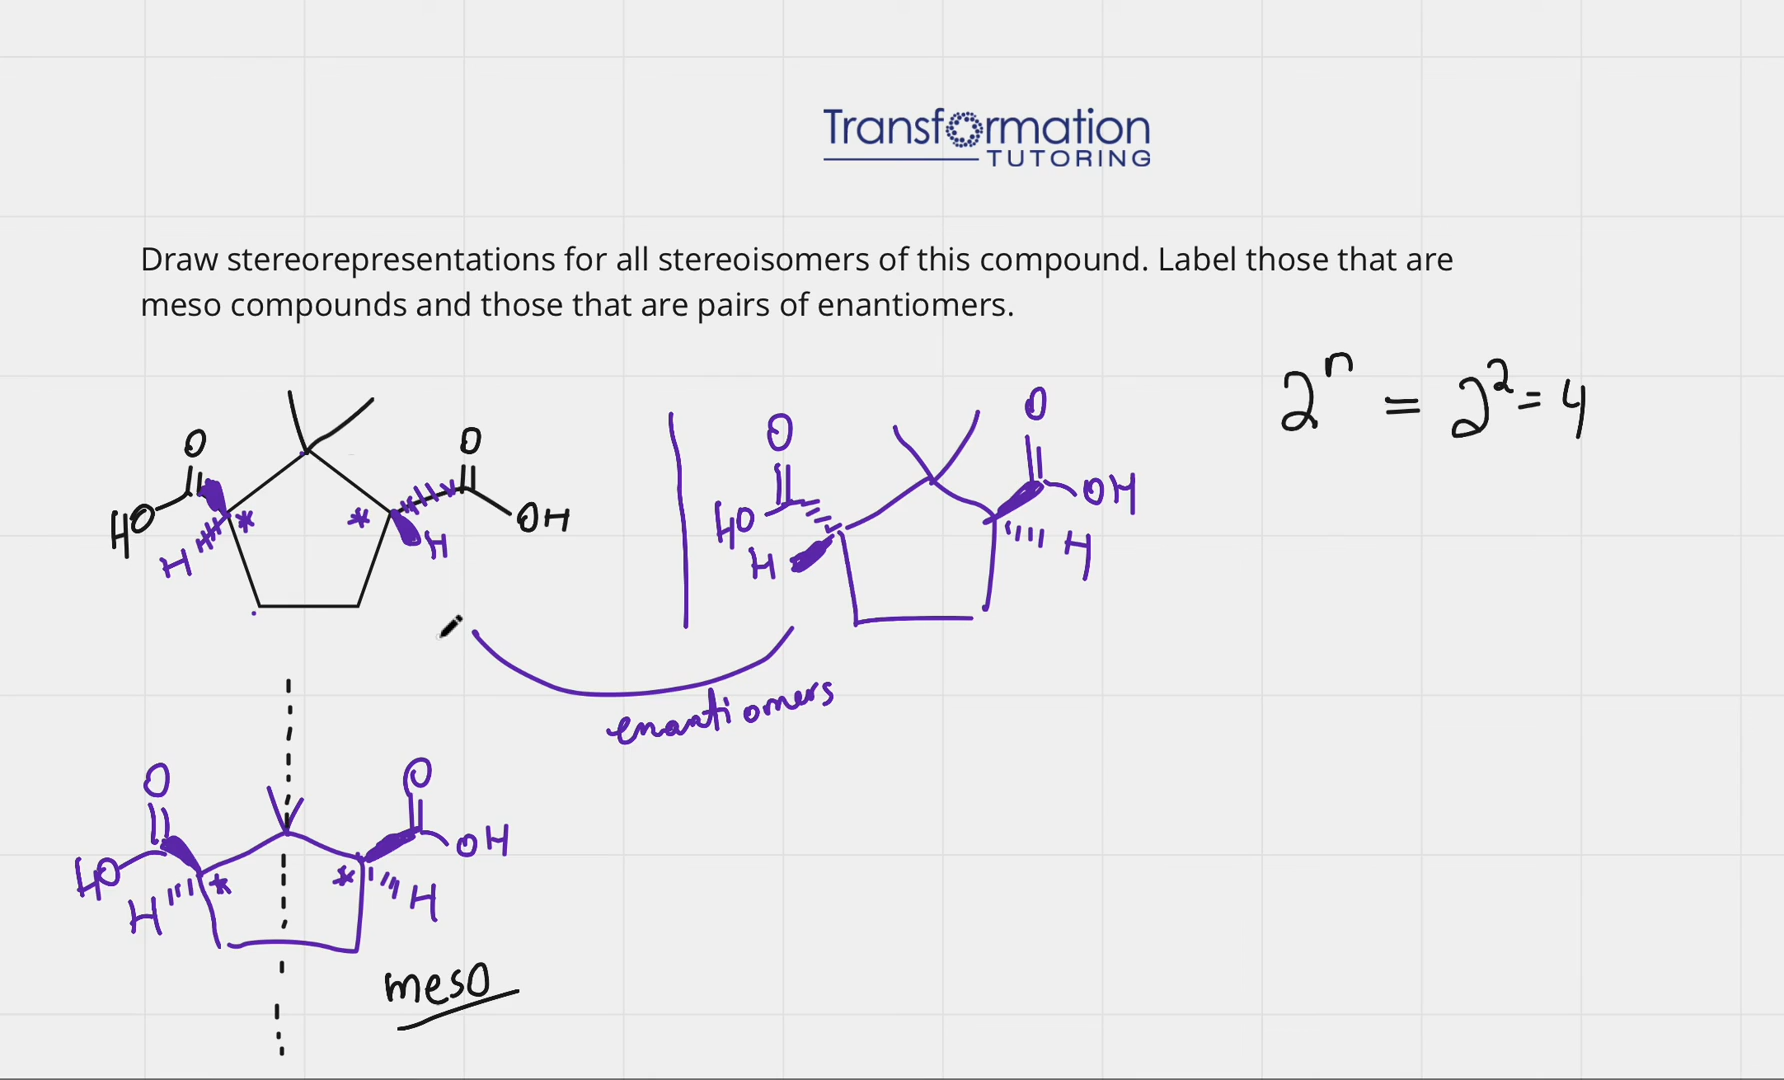 Transformation
TUTORING
Draw stereorepresentations for all stereoisomers of this compound. Label those that are
meso compounds and those that are pairs of enantiomers.
2ⁿ = 2² = 4
O O
HO * * OH
H H
O O
HO OH
H H
enantiomers
O O
HO * * OH
H H
meso